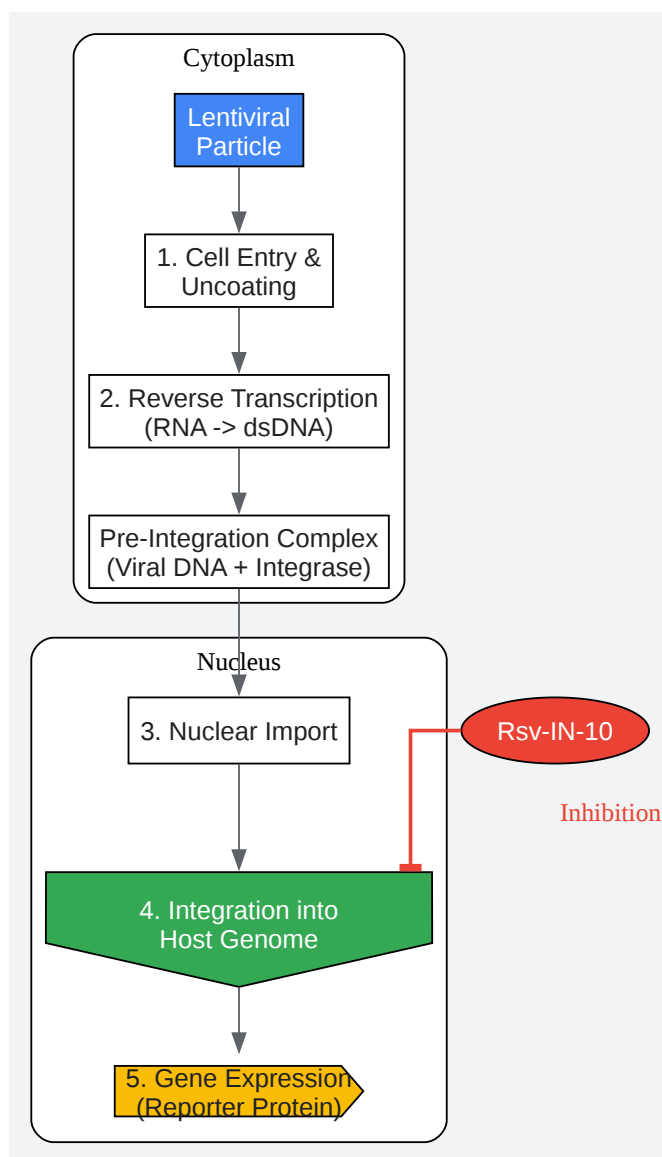 Cytoplasm
Lentiviral
Particle
1. Cell Entry &
Uncoating
2. Reverse Transcription
(RNA -> dsDNA)
Pre-Integration Complex
(Viral DNA + Integrase)
Nucleus
3. Nuclear Import
Rsv-IN-10
Inhibition
4. Integration into
Host Genome
5. Gene Expression
(Reporter Protein)